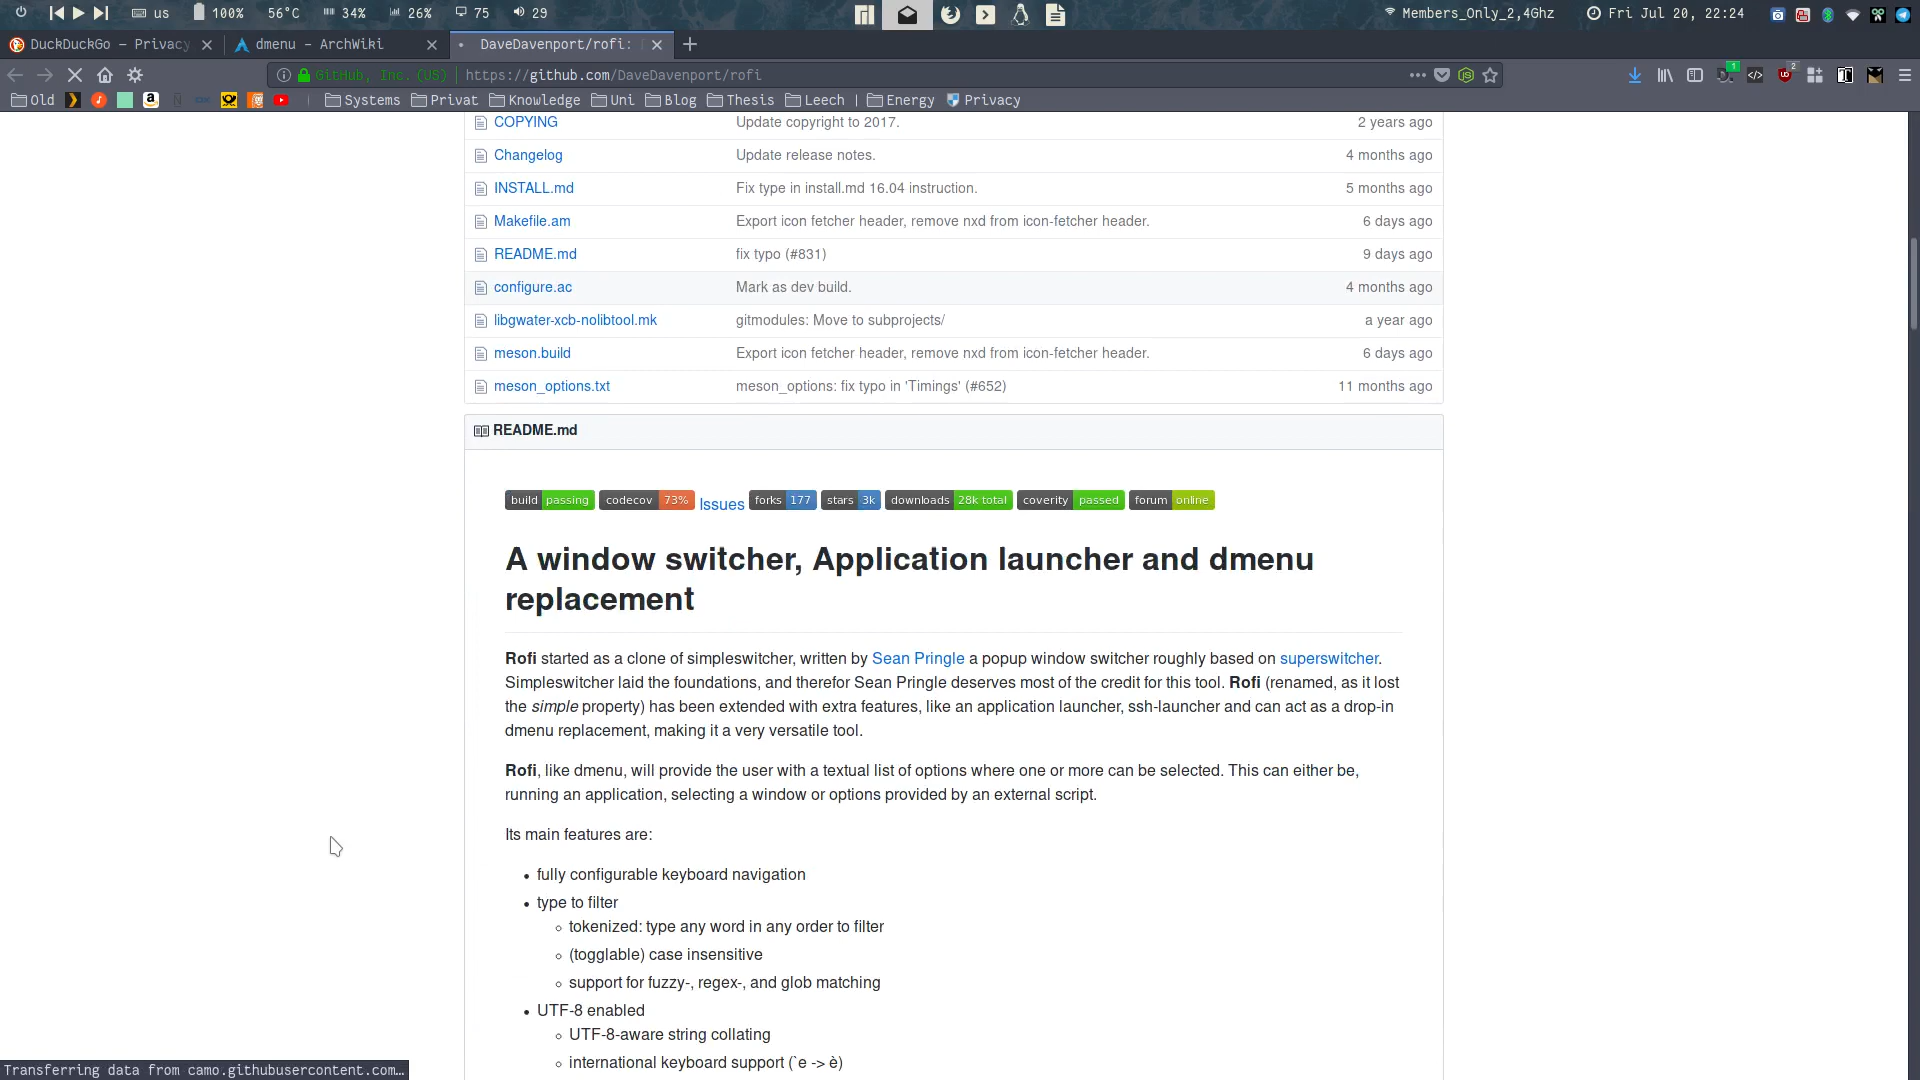 us 100% 56°C 34% 26% 75 29 Members_Only_2,4Ghz Fri Jul 20, 22:24
DuckDuckGo — Privacy dmenu - ArchWiki DaveDavenport/rofi:
GitHub, Inc. (US) https://github.com/DaveDavenport/rofi
Old Systems Privat Knowledge Uni Blog Thesis Leech | Energy Privacy
COPYING Update copyright to 2017. 2 years ago
Changelog Update release notes. 4 months ago
INSTALL.md Fix type in install.md 16.04 instruction. 5 months ago
Makefile.am Export icon fetcher header, remove nxd from icon-fetcher header. 6 days ago
README.md fix typo (#831) 9 days ago
configure.ac Mark as dev build. 4 months ago
libgwater-xcb-nolibtool.mk gitmodules: Move to subprojects/ a year ago
meson.build Export icon fetcher header, remove nxd from icon-fetcher header. 6 days ago
meson_options.txt meson_options: fix typo in 'Timings' (#652) 11 months ago
README.md
build passing codecov 73% Issues forks 177 stars 3k downloads 28k total coverity passed forum online
A window switcher, Application launcher and dmenu
replacement
Rofi started as a clone of simpleswitcher, written by Sean Pringle a popup window switcher roughly based on superswitcher.
Simpleswitcher laid the foundations, and therefor Sean Pringle deserves most of the credit for this tool. Rofi (renamed, as it lost
the simple property) has been extended with extra features, like an application launcher, ssh-launcher and can act as a drop-in
dmenu replacement, making it a very versatile tool.
Rofi, like dmenu, will provide the user with a textual list of options where one or more can be selected. This can either be,
running an application, selecting a window or options provided by an external script.
Its main features are:
• fully configurable keyboard navigation
• type to filter
◦ tokenized: type any word in any order to filter
◦ (togglable) case insensitive
◦ support for fuzzy-, regex-, and glob matching
• UTF-8 enabled
◦ UTF-8-aware string collating
◦ international keyboard support (`e -> è)
Transferring data from camo.githubusercontent.com…